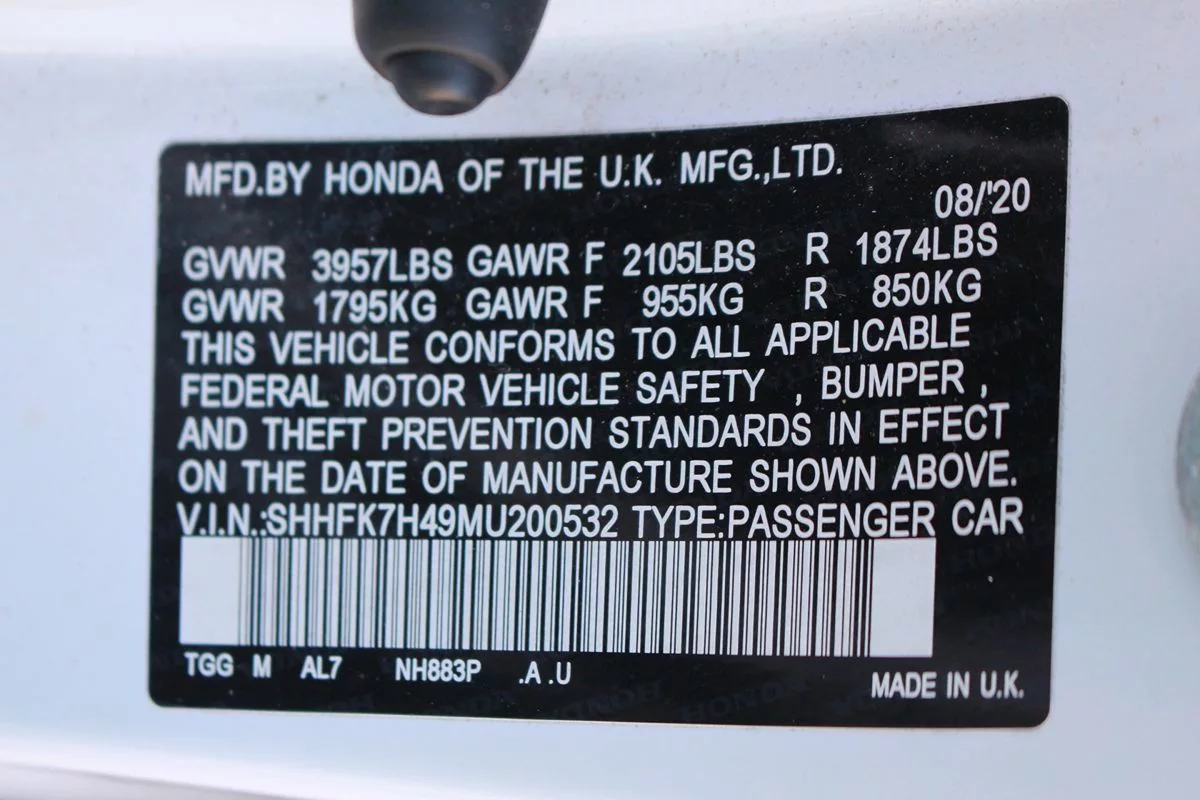 MFD.BY HONDA OF THE U.K. MFG.,LTD.
08/'20
GVWR 3957LBS GAWR F 2105LBS R 1874LBS
GVWR 1795KG GAWR F 955KG R 850KG
THIS VEHICLE CONFORMS TO ALL APPLICABLE
FEDERAL MOTOR VEHICLE SAFETY , BUMPER ,
AND THEFT PREVENTION STANDARDS IN EFFECT
ON THE DATE OF MANUFACTURE SHOWN ABOVE.
V.I.N.:SHHFK7H49MU200532 TYPE:PASSENGER CAR
TGG M AL7 NH883P .A .U
MADE IN U.K.